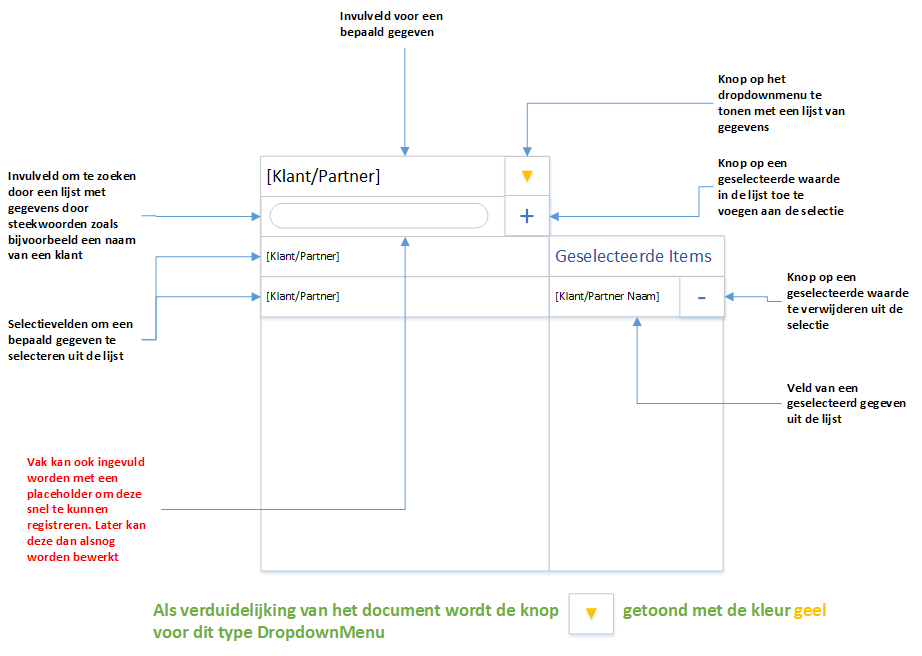 Invulveld voor een
bepaald gegeven
Knop op het
dropdownmenu te
tonen met een lijst van
gegevens
Invulveld om te zoeken
door een lijst met
gegevens door
steekwoorden zoals
bijvoorbeeld een naam
van een klant
[Klant/Partner]
▼
Knop op een
geselecteerde waarde
in de lijst toe te
voegen aan de selectie
+
[Klant/Partner]
Geselecteerde Items
[Klant/Partner]
[Klant/Partner Naam]
-
Knop op een
geselecteerde waarde
te verwijderen uit de
selectie
Selectievelden om een
bepaald gegeven te
selecteren uit de lijst
Veld van een
geselecteerd gegeven
uit de lijst
Vak kan ook ingevuld
worden met een
placeholder om deze
snel te kunnen
registreren. Later kan
deze dan alsnog
worden bewerkt
Als verduidelijking van het document wordt de knop ▼ getoond met de kleur geel
voor dit type DropdownMenu